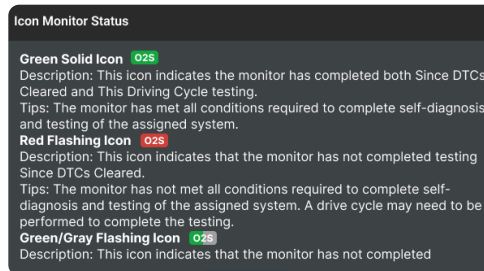 Icon Monitor Status
Green Solid Icon O2S
Description: This icon indicates the monitor has completed both Since DTCs
Cleared and This Driving Cycle testing.
Tips: The monitor has met all conditions required to complete self-diagnosis
and testing of the assigned system.
Red Flashing Icon O2S
Description: This icon indicates that the monitor has not completed testing
Since DTCs Cleared.
Tips: The monitor has not met all conditions required to complete self-
diagnosis and testing of the assigned system. A drive cycle may need to be
performed to complete the testing.
Green/Gray Flashing Icon O2S
Description: This icon indicates that the monitor has not completed